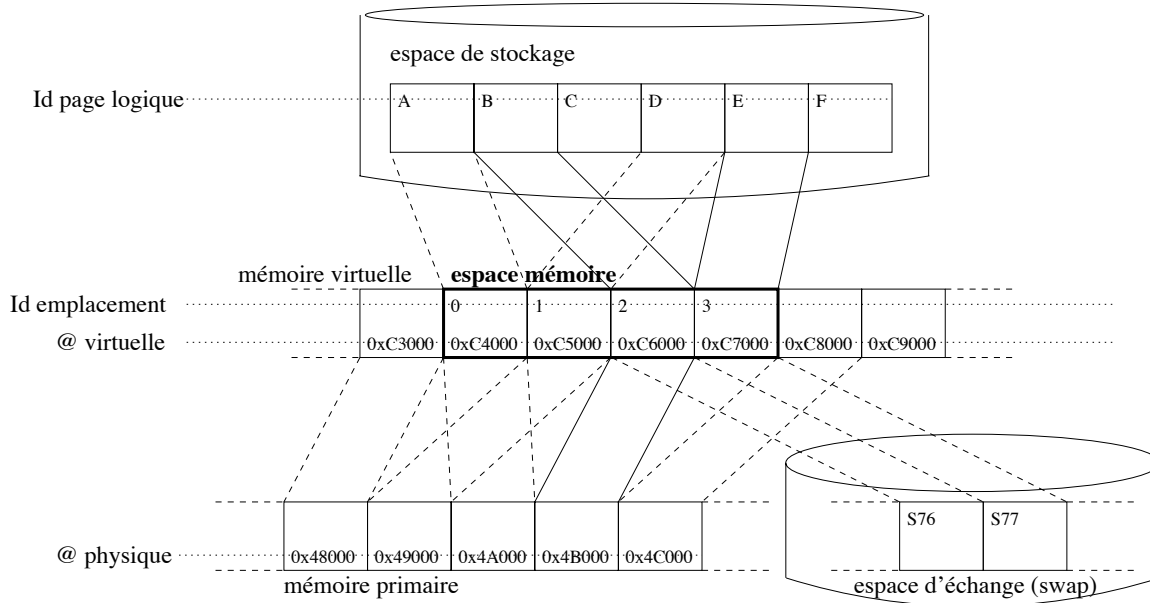 espace de stockage
Id page logique
A B C D E F
mémoire virtuelle espace mémoire
Id emplacement 0 1 2 3
@ virtuelle 0xC3000 0xC4000 0xC5000 0xC6000 0xC7000 0xC8000 0xC9000
S76 S77
@ physique 0x48000 0x49000 0x4A000 0x4B000 0x4C000
mémoire primaire espace d'échange (swap)